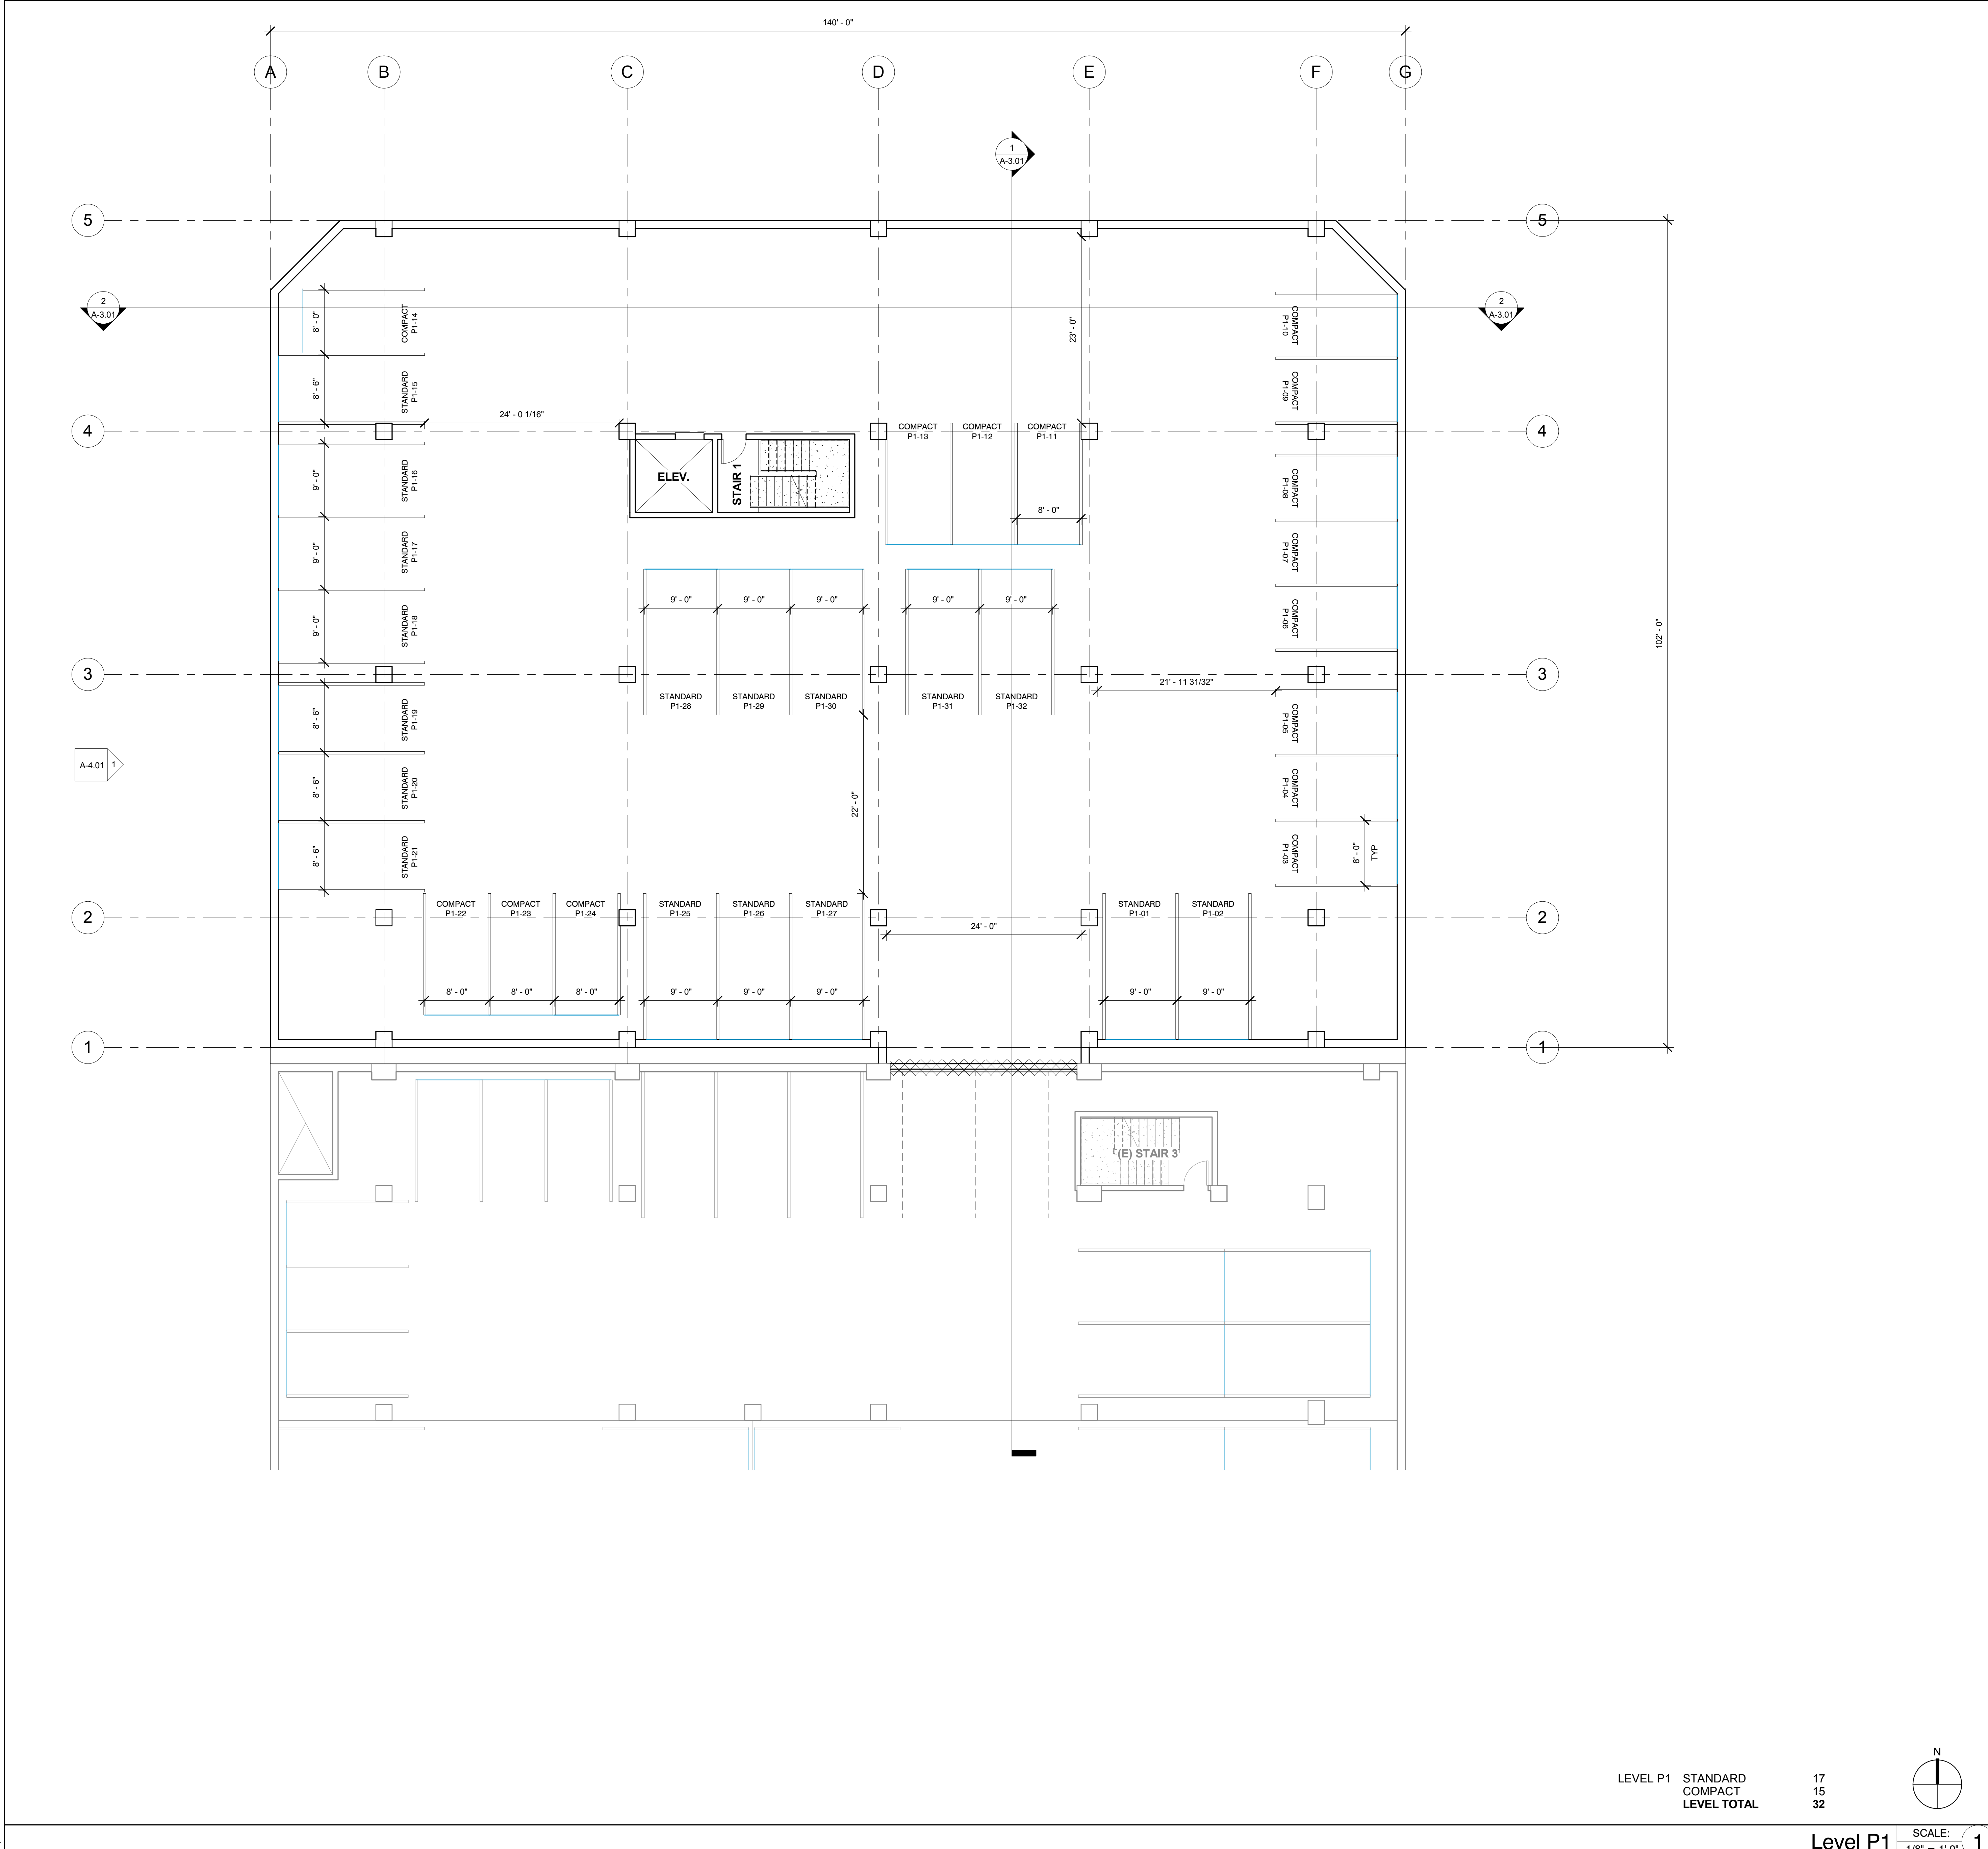 140' - 0"
A
B
C
D
E
F
G
1
A-3.01
5
5
2
A-3.01
2
A-3.01
8' - 0"
COMPACT
P1-14
23' - 0"
COMPACT
P1-10
8' - 6"
STANDARD
P1-15
COMPACT
P1-09
24' - 0 1/16"
4
4
COMPACT
P1-13
COMPACT
P1-12
COMPACT
P1-11
9' - 0"
STANDARD
P1-16
ELEV.
STAIR 1
COMPACT
P1-08
8' - 0"
9' - 0"
STANDARD
P1-17
COMPACT
P1-07
9' - 0"
9' - 0"
9' - 0"
9' - 0"
9' - 0"
9' - 0"
STANDARD
P1-18
COMPACT
P1-06
102' - 0"
3
3
21' - 11 31/32"
STANDARD
P1-28
STANDARD
P1-29
STANDARD
P1-30
STANDARD
P1-31
STANDARD
P1-32
8' - 6"
STANDARD
P1-19
COMPACT
P1-05
A-4.01
1
8' - 6"
STANDARD
P1-20
22' - 0"
COMPACT
P1-04
8' - 6"
STANDARD
P1-21
COMPACT
P1-03
8' - 0"
TYP
COMPACT
P1-22
COMPACT
P1-23
COMPACT
P1-24
STANDARD
P1-25
STANDARD
P1-26
STANDARD
P1-27
STANDARD
P1-01
STANDARD
P1-02
2
2
24' - 0"
8' - 0"
8' - 0"
8' - 0"
9' - 0"
9' - 0"
9' - 0"
9' - 0"
9' - 0"
1
1
(E) STAIR 3
N
LEVEL P1 STANDARD 17
COMPACT 15
LEVEL TOTAL 32
Level P1
SCALE:
1/8" = 1'-0"
1